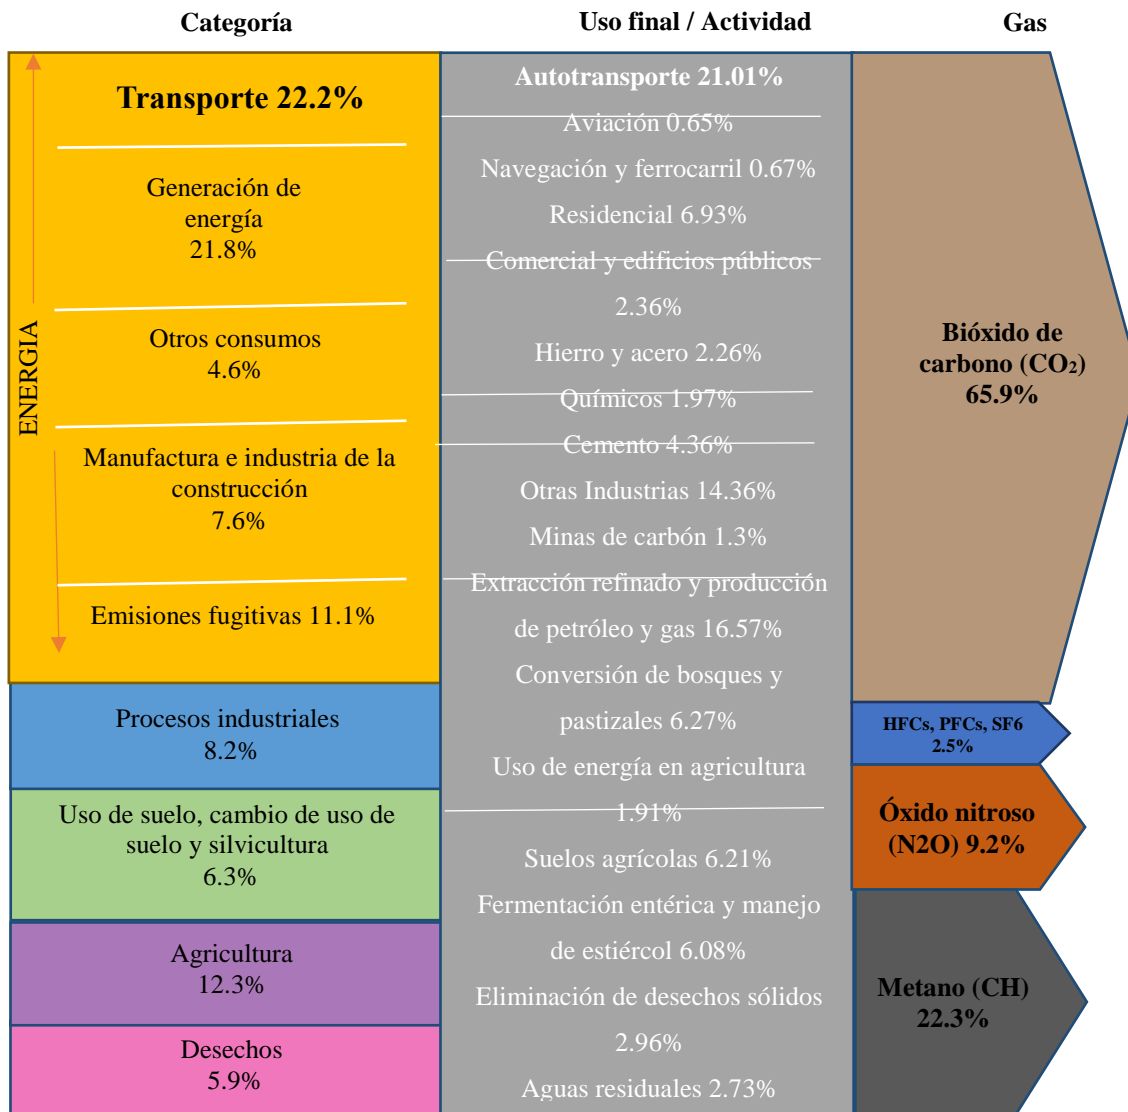 Categoría
Uso final / Actividad
Gas
ENERGIA
Transporte 22.2%
Generación de
energía
21.8%
Otros consumos
4.6%
Manufactura e industria de la
construcción
7.6%
Emisiones fugitivas 11.1%
Procesos industriales
8.2%
Uso de suelo, cambio de uso de
suelo y silvicultura
6.3%
Agricultura
12.3%
Desechos
5.9%
Autotransporte 21.01%
Aviación 0.65%
Navegación y ferrocarril 0.67%
Residencial 6.93%
Comercial y edificios públicos
2.36%
Hierro y acero 2.26%
Químicos 1.97%
Cemento 4.36%
Otras Industrias 14.36%
Minas de carbón 1.3%
Extracción refinado y producción
de petróleo y gas 16.57%
Conversión de bosques y
pastizales 6.27%
Uso de energía en agricultura
1.91%
Suelos agrícolas 6.21%
Fermentación entérica y manejo
de estiércol 6.08%
Eliminación de desechos sólidos
2.96%
Aguas residuales 2.73%
Bióxido de
carbono (CO₂)
65.9%
HFCs, PFCs, SF6
2.5%
Óxido nitroso
(N2O) 9.2%
Metano (CH)
22.3%